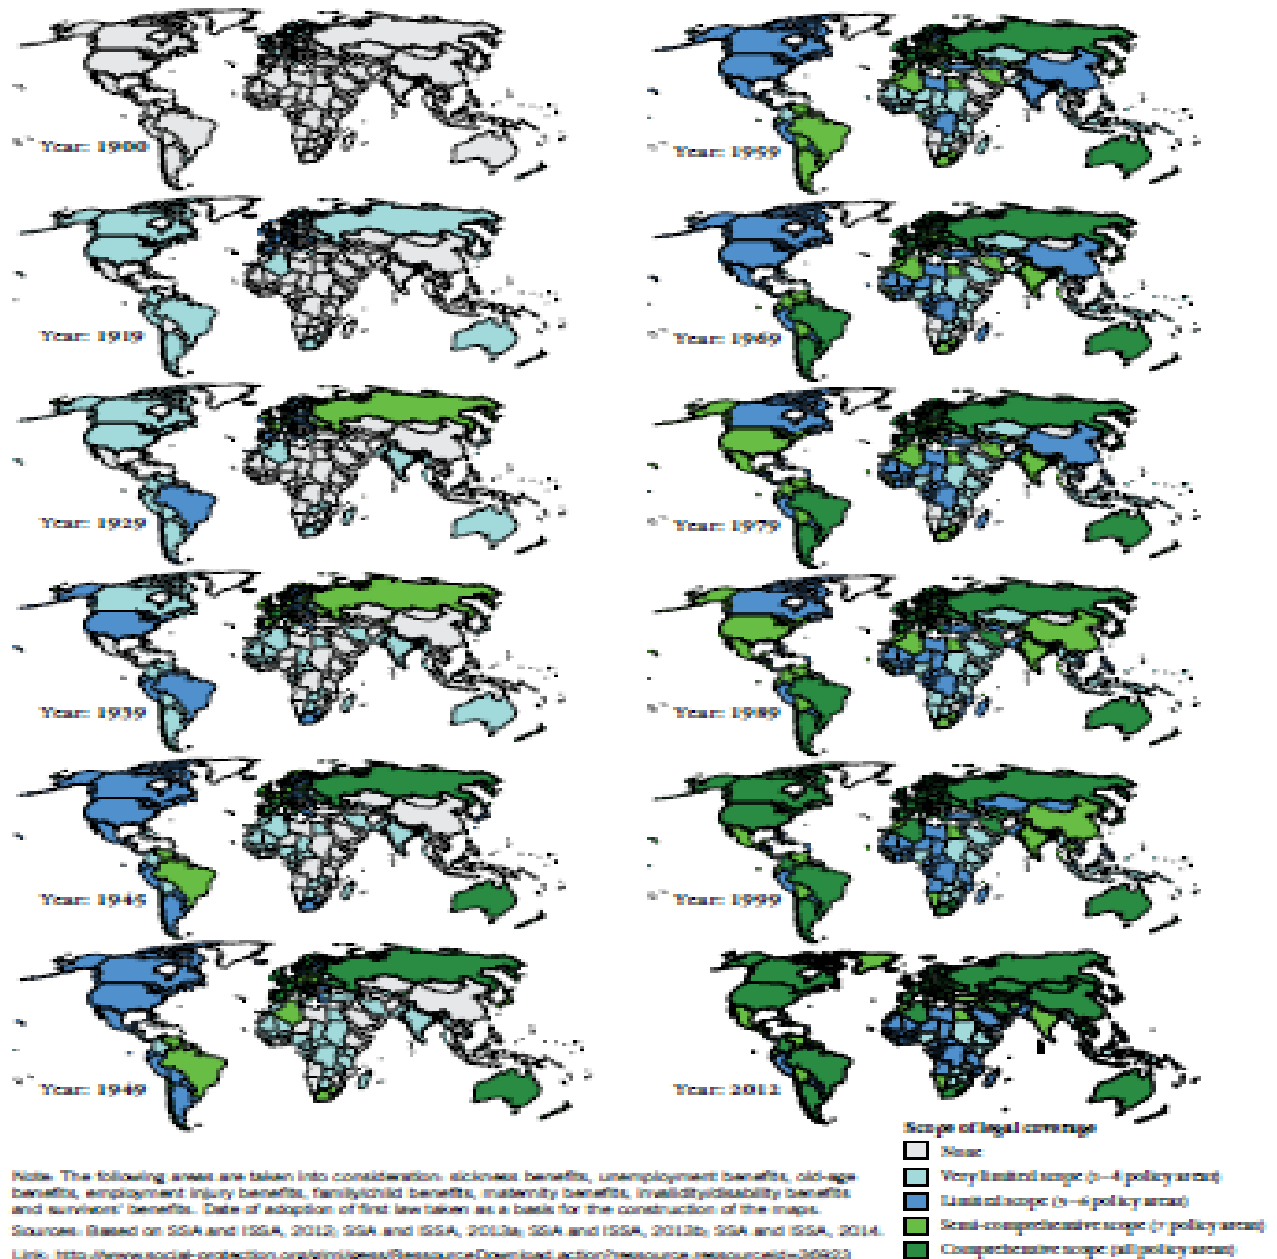 Year: 1900
Year: 1919
Year: 1929
Year: 1939
Year: 1945
Year: 1949
Year: 1959
Year: 1969
Year: 1979
Year: 1989
Year: 1999
Year: 2012
Scope of legal coverage
None
Very limited scope (1–4 policy areas)
Limited scope (5–6 policy areas)
Semi-comprehensive scope (7 policy areas)
Comprehensive scope (8 policy areas)
Note. The following areas are taken into consideration. sickness benefits, unemployment benefits, old-age
benefits, employment injury benefits, family/child benefits, maternity benefits, invalidity/disability benefits
and survivors' benefits. Date of adoption of first law taken as a basis for the construction of the maps.
Sources: Based on SSA and ISSA, 2012; SSA and ISSA, 2013a; SSA and ISSA, 2013b; SSA and ISSA, 2014.
Link: